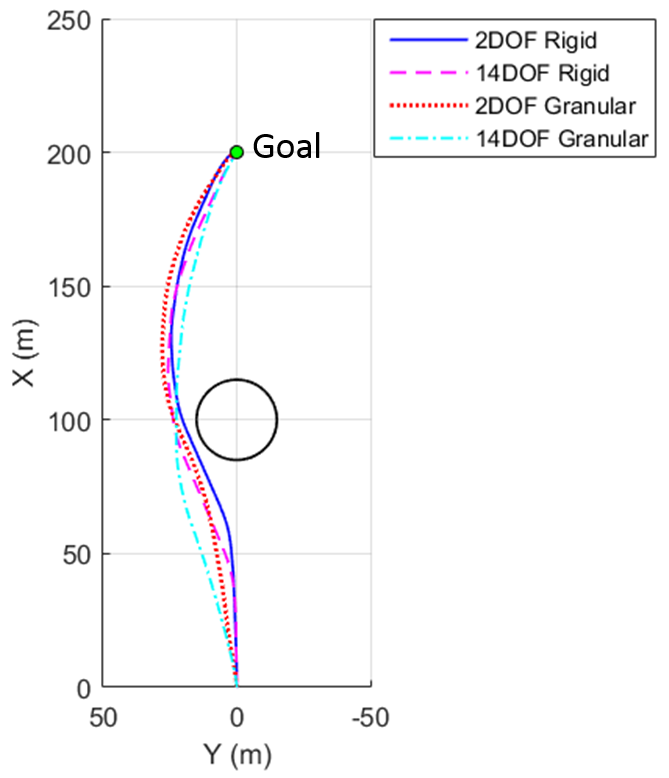 250
200
150
100
50
0
X (m)
50
0
-50
Y (m)
Goal
2DOF Rigid
14DOF Rigid
2DOF Granular
14DOF Granular